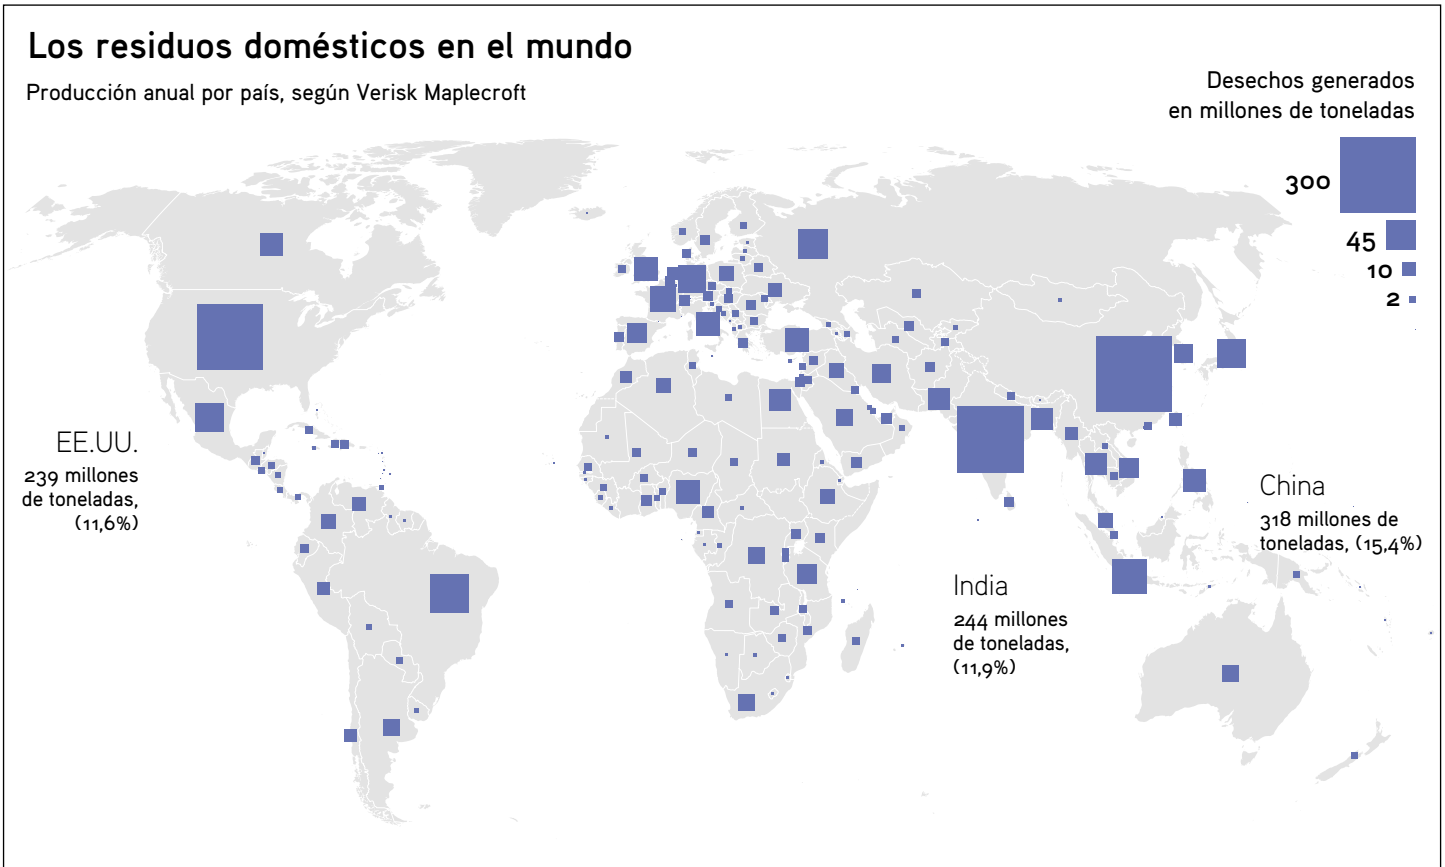 Los residuos domésticos en el mundo
Producción anual por país, según Verisk Maplecroft
Desechos generados
en millones de toneladas
300
45
10
2
EE.UU.
239 millones
de toneladas,
(11,6%)
China
318 millones de
toneladas, (15,4%)
India
244 millones
de toneladas,
(11,9%)